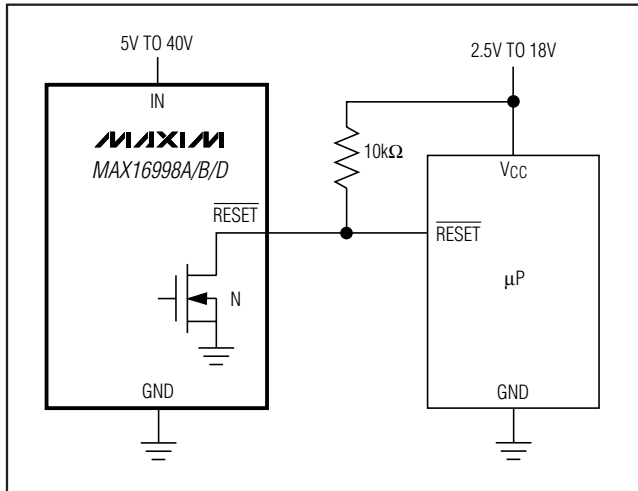 5V TO 40V
2.5V TO 18V
IN
MAXIM
MAX16998A/B/D
10kΩ
VCC
RESET
RESET
N
μP
GND
GND